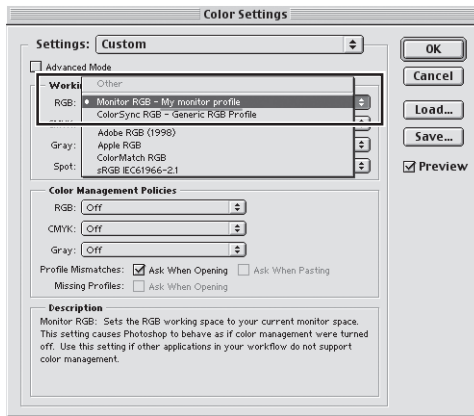 Color Settings
Settings: Custom
OK
Advanced Mode
Cancel
Other
RGB: • Monitor RGB - My monitor profile
ColorSync RGB - Generic RGB Profile
Load...
Adobe RGB (1998)
Save...
Gray: Apple RGB
ColorMatch RGB
Preview
Spot: sRGB IEC61966-2.1
Color Management Policies
RGB: Off
CMYK: Off
Gray: Off
Profile Mismatches: Ask When Opening Ask When Pasting
Missing Profiles: Ask When Opening
Description
Monitor RGB: Sets the RGB working space to your current monitor space.
This setting causes Photoshop to behave as if color management were turned
off. Use this setting if other applications in your workflow do not support
color management.